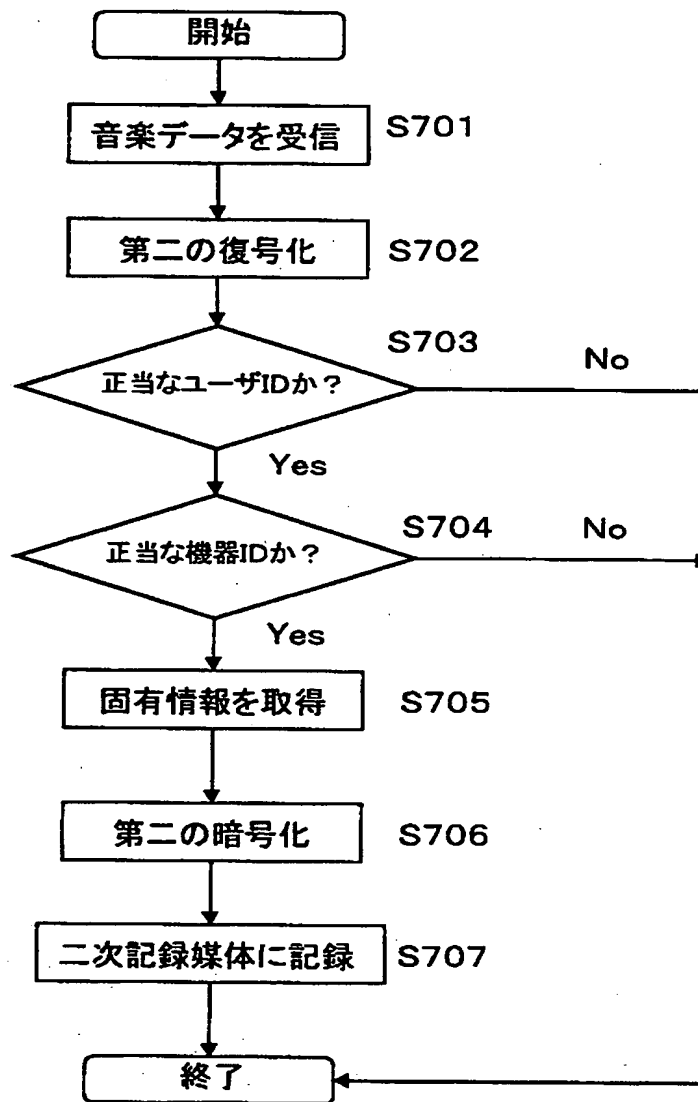 開始
音楽データを受信 S701
第二の復号化 S702
正当なユーザIDか？ S703 No
Yes
正当な機器IDか？ S704 No
Yes
固有情報を取得 S705
第二の暗号化 S706
二次記録媒体に記録 S707
終了